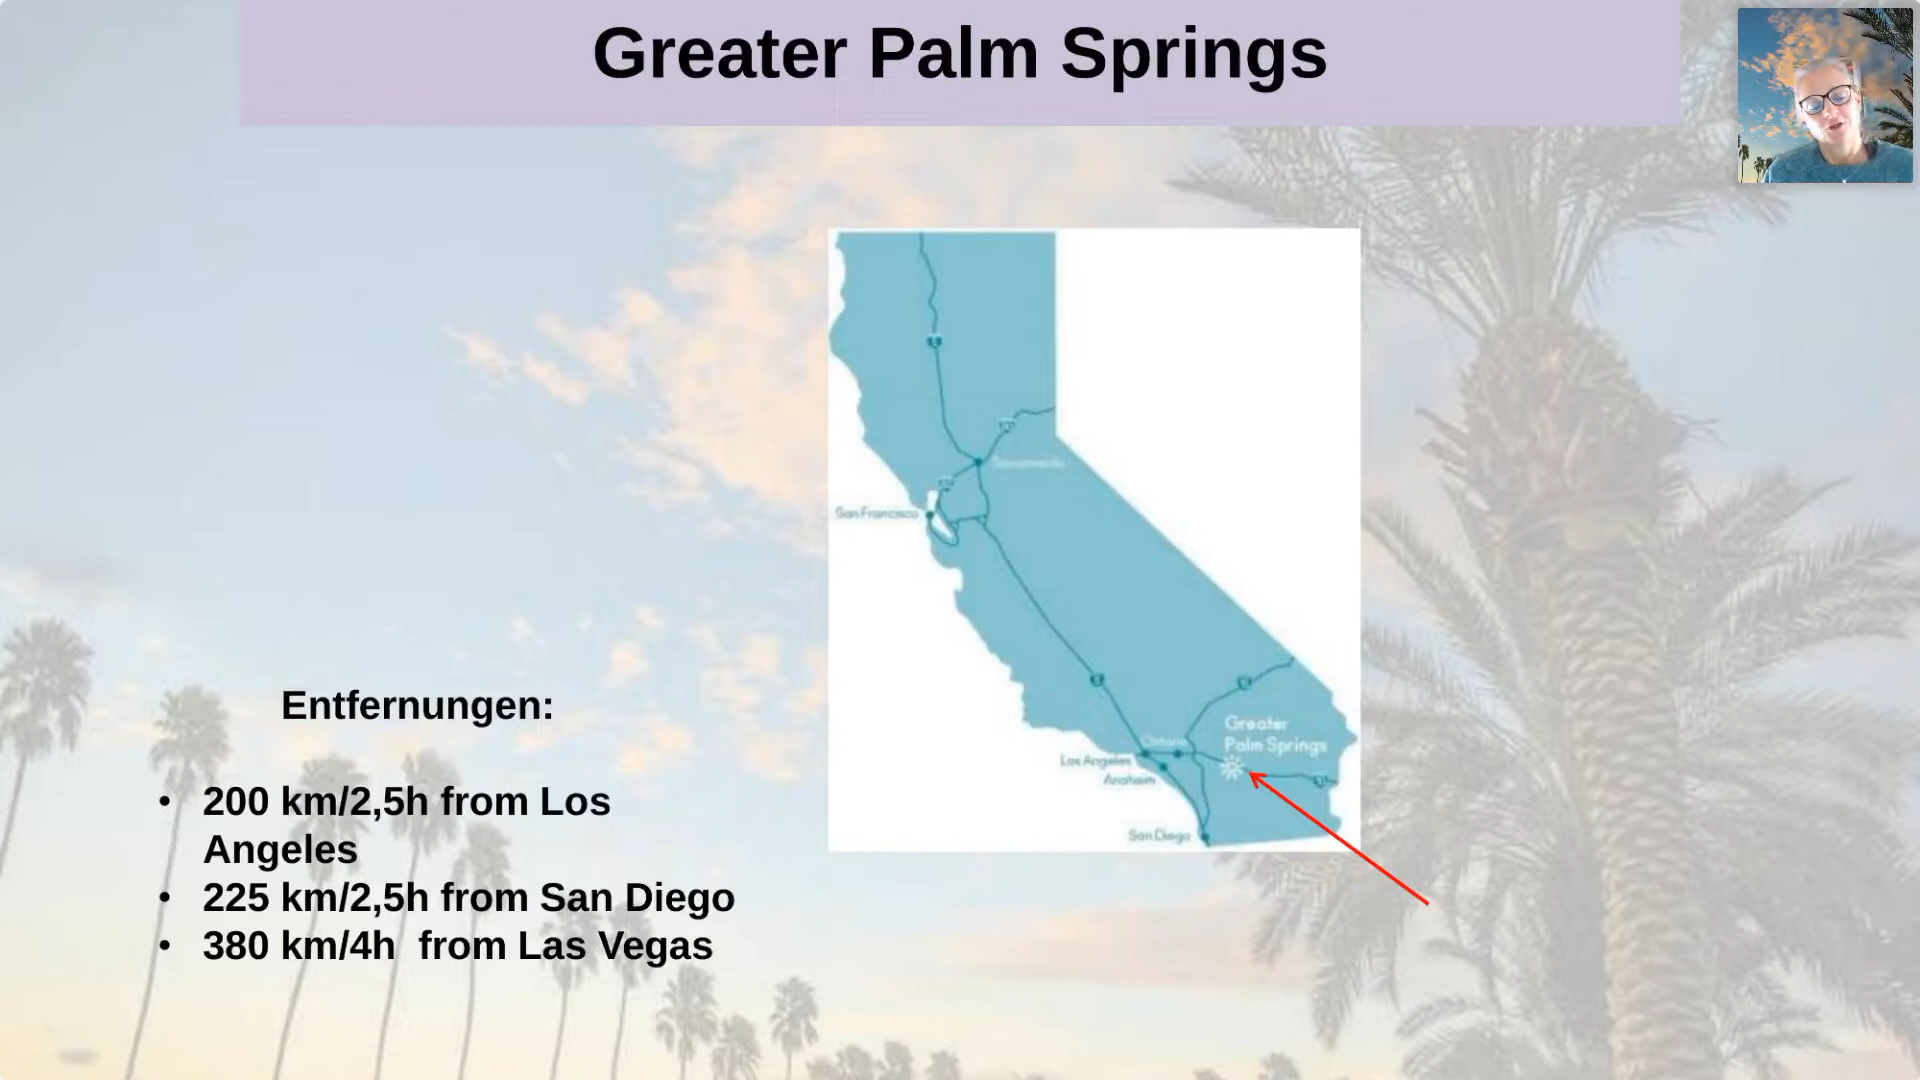 Greater Palm Springs
San Francisco
Greater
Palm Springs
Ontario
Los Angeles
Anaheim
San Diego
Entfernungen:
• 200 km/2,5h from Los
Angeles
• 225 km/2,5h from San Diego
• 380 km/4h from Las Vegas